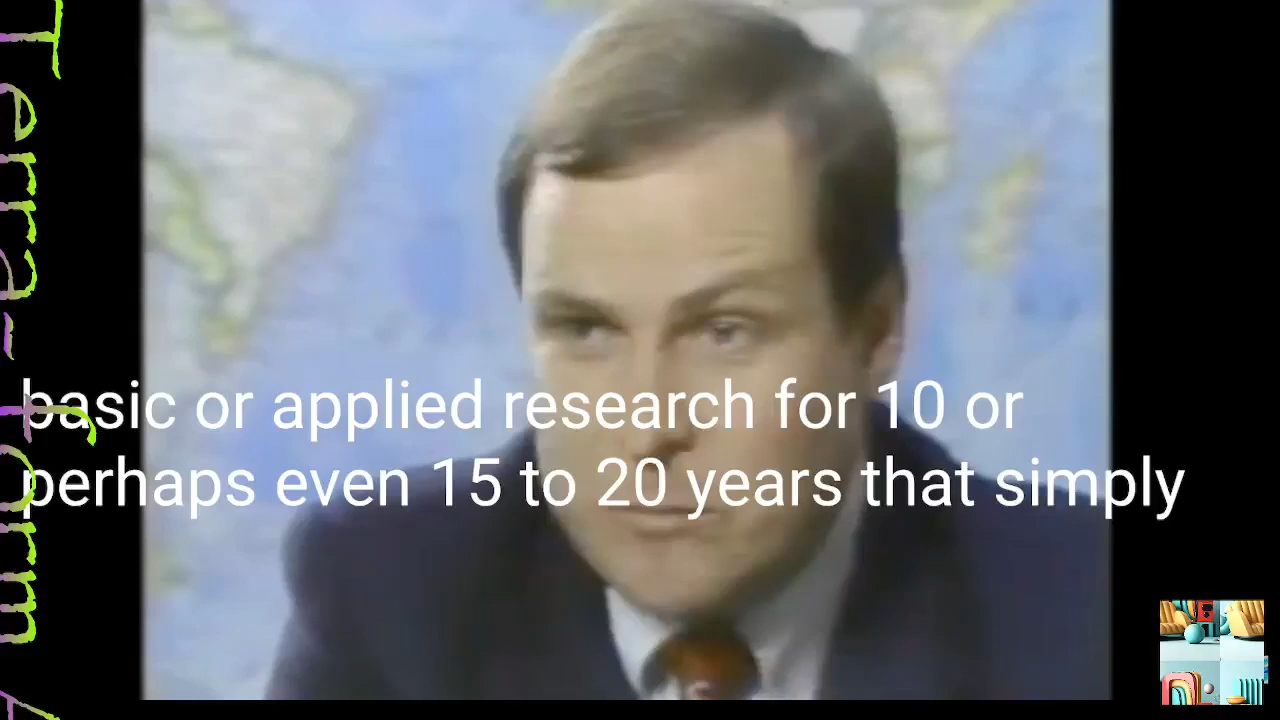 basic or applied research for 10 or
perhaps even 15 to 20 years that simply
Terra-Form A